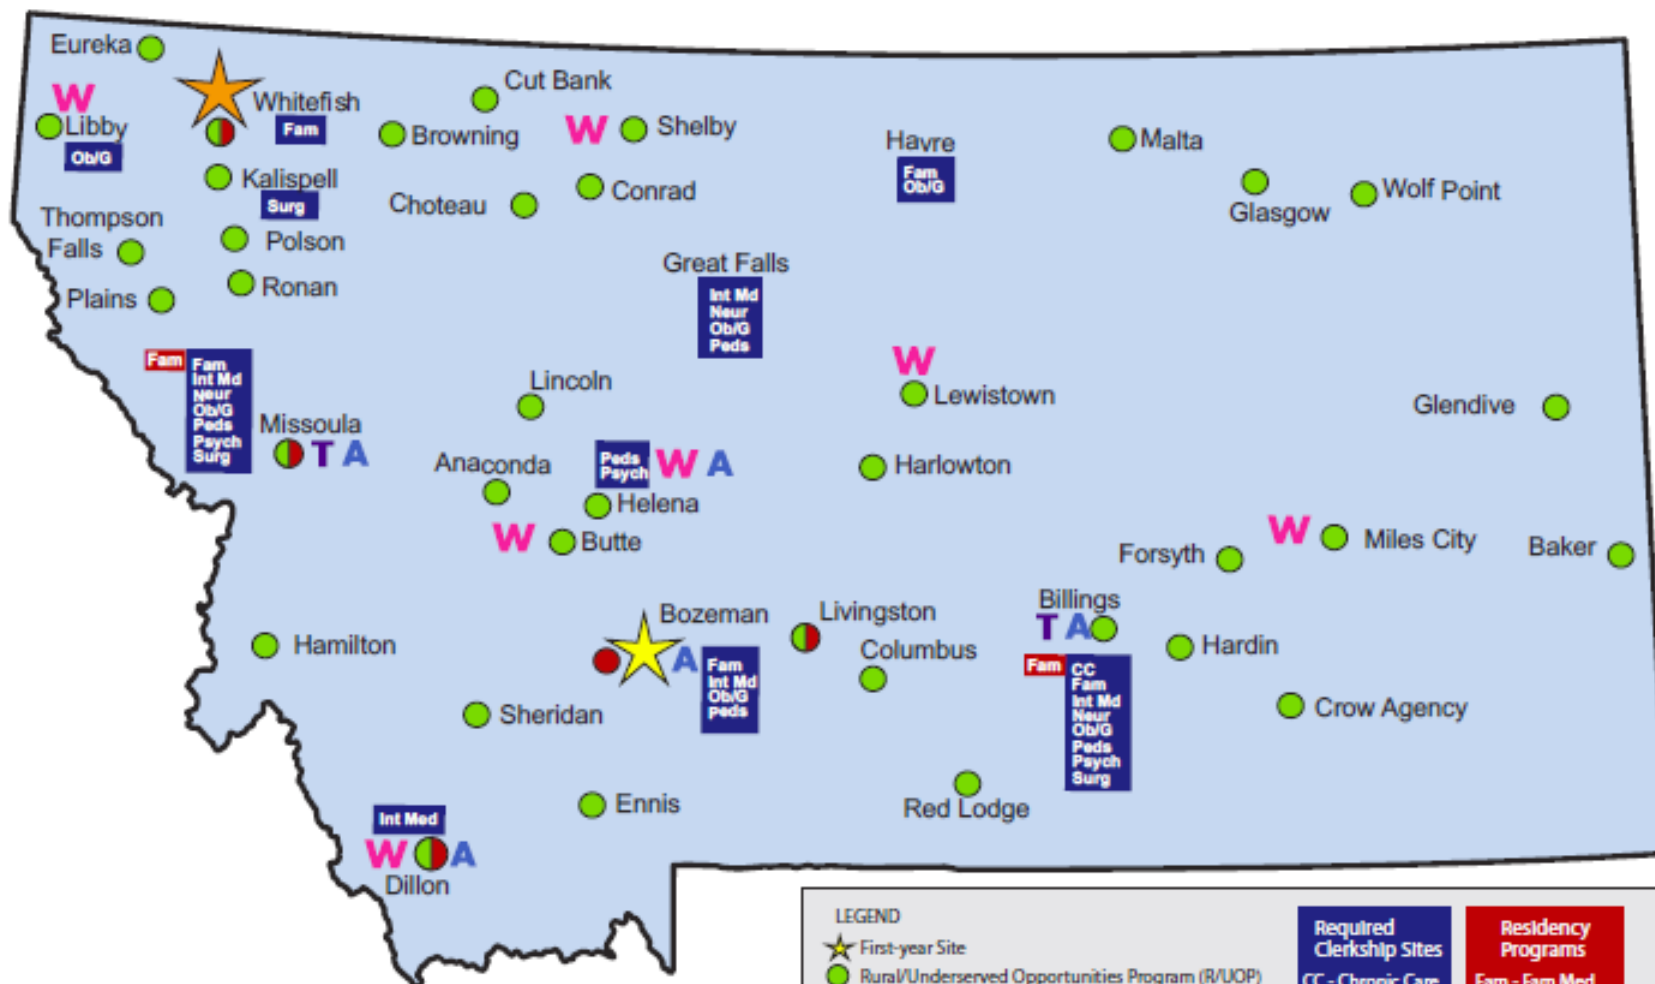 Eureka
Cut Bank
W
Whitefish
Fam
Libby
Ob/G
Browning
W
Shelby
Havre
Fam
Ob/G
Malta
Kalispell
Surg
Choteau
Conrad
Glasgow
Wolf Point
Thompson
Falls
Polson
Ronan
Plains
Great Falls
Int Md
Neur
Ob/G
Peds
Fam
Fam
Int Md
Neur
Ob/G
Peds
Psych
Surg
Missoula
T A
Lincoln
W
Lewistown
Glendive
Anaconda
Peds
Psych
W A
Helena
Harlowton
W
Butte
W
Miles City
Forsyth
Baker
Hamilton
Bozeman
A
Fam
Int Md
Ob/G
Peds
Livingston
Columbus
Billings
T A
Fam
CC
Fam
Int Md
Neur
Ob/G
Peds
Psych
Surg
Hardin
Crow Agency
Sheridan
Ennis
Red Lodge
Int Med
W A
Dillon
LEGEND
First-year Site
Rural/Underserved Opportunities Program (R/UOP)
Required
Clerkship Sites
CC - Chronic Care
Residency
Programs
Fam - Fam Med